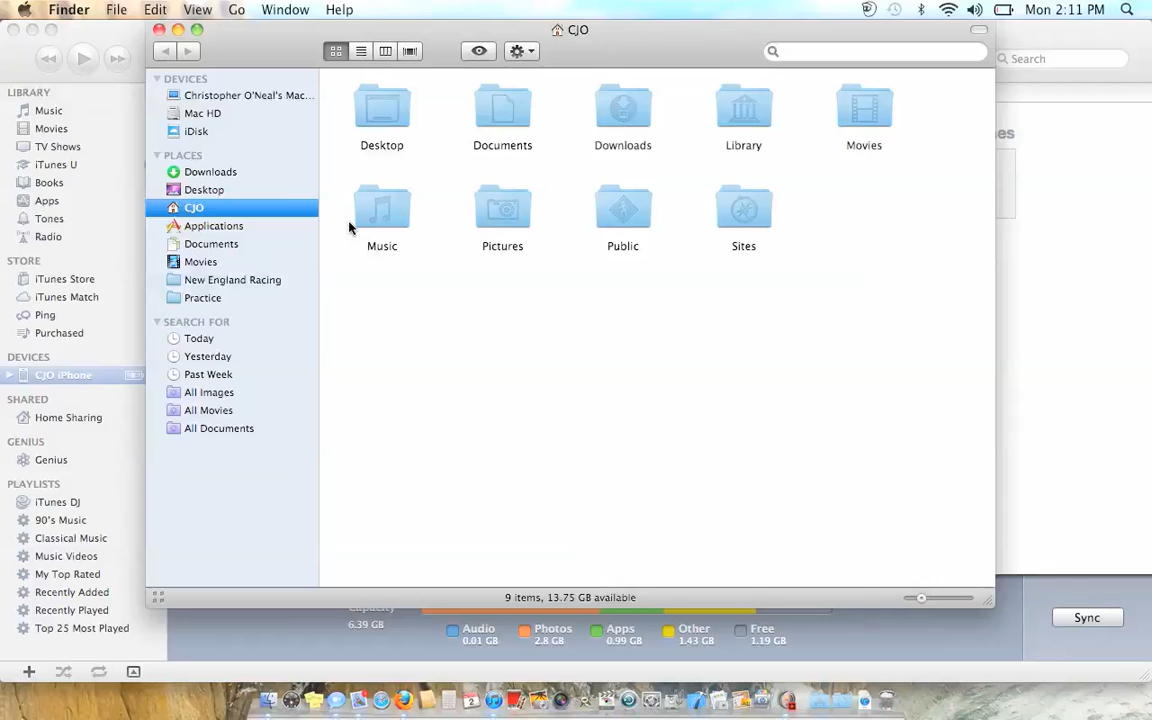 Finder File Edit View Go Window Help Mon 2:11 PM
CJO
Search
LIBRARY
Music
Movies
TV Shows
iTunes U
Books
Apps
Tones
Radio
STORE
iTunes Store
iTunes Match
Ping
Purchased
DEVICES
CJO iPhone
SHARED
Home Sharing
GENIUS
Genius
PLAYLISTS
iTunes DJ
90's Music
Classical Music
Music Videos
My Top Rated
Recently Added
Recently Played
Top 25 Most Played
DEVICES
Christopher O'Neal's Mac...
Mac HD
iDisk
PLACES
Downloads
Desktop
CJO
Applications
Documents
Movies
New England Racing
Practice
SEARCH FOR
Today
Yesterday
Past Week
All Images
All Movies
All Documents
Desktop Documents Downloads Library Movies
Music Pictures Public Sites
9 items, 13.75 GB available
Capacity
6.39 GB
Audio Photos Apps Other Free
0.01 GB 2.8 GB 0.99 GB 1.43 GB 1.19 GB
Sync